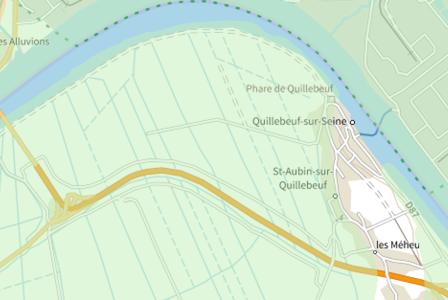 es Alluvions
Phare de Quillebeuf
Quillebeuf-sur-Seine
St-Aubin-sur-
Quillebeuf
D87
les Méheu